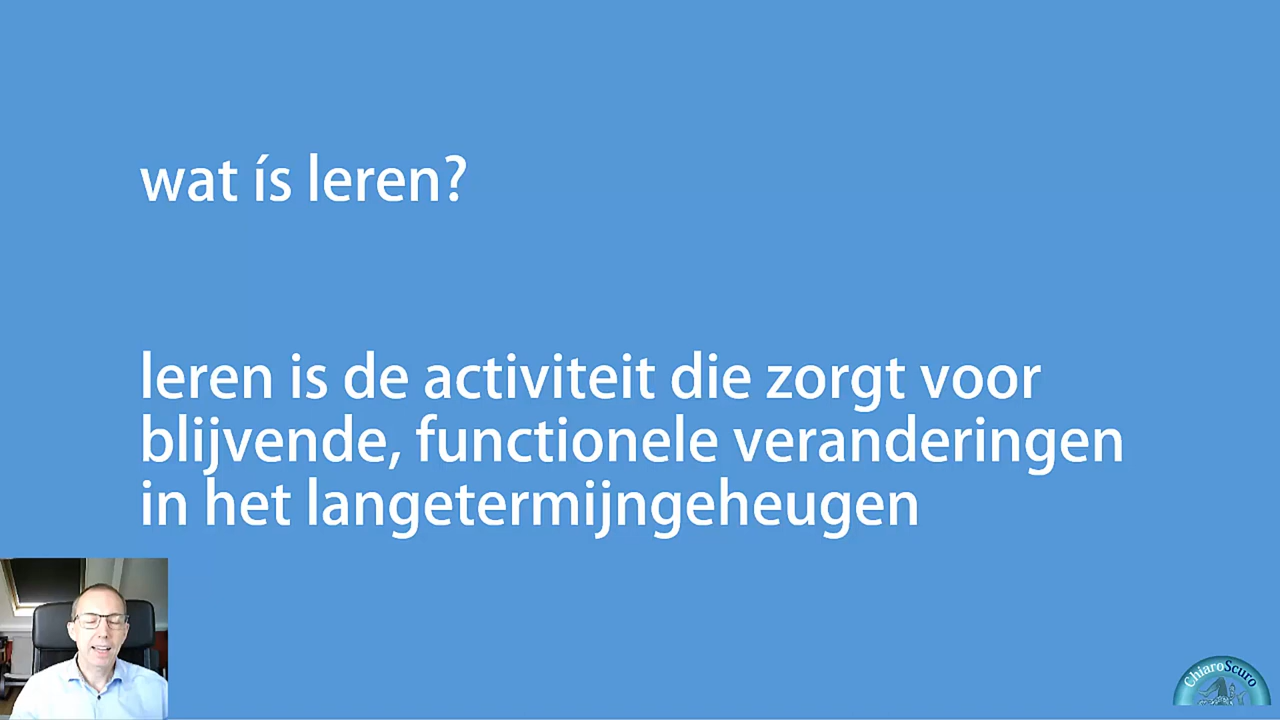 wat ís leren?
leren is de activiteit die zorgt voor
blijvende, functionele veranderingen
in het langetermijngeheugen
ChiaroScuro